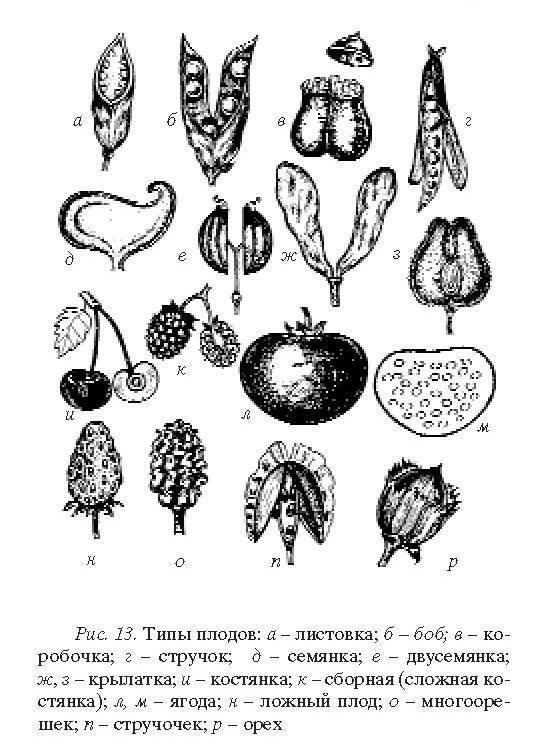 а
б
в
г
д
е
ж
з
и
к
л
м
н
о
п
р
Рис. 13. Типы плодов: а – листовка; б – боб; в – ко-
робочка; г – стручок; д – семянка; е – двусемянка;
ж, з – крылатка; и – костянка; к – сборная (сложная ко-
стянка); л, м – ягода; н – ложный плод; о – многооре-
шек; п – стручочек; р – орех